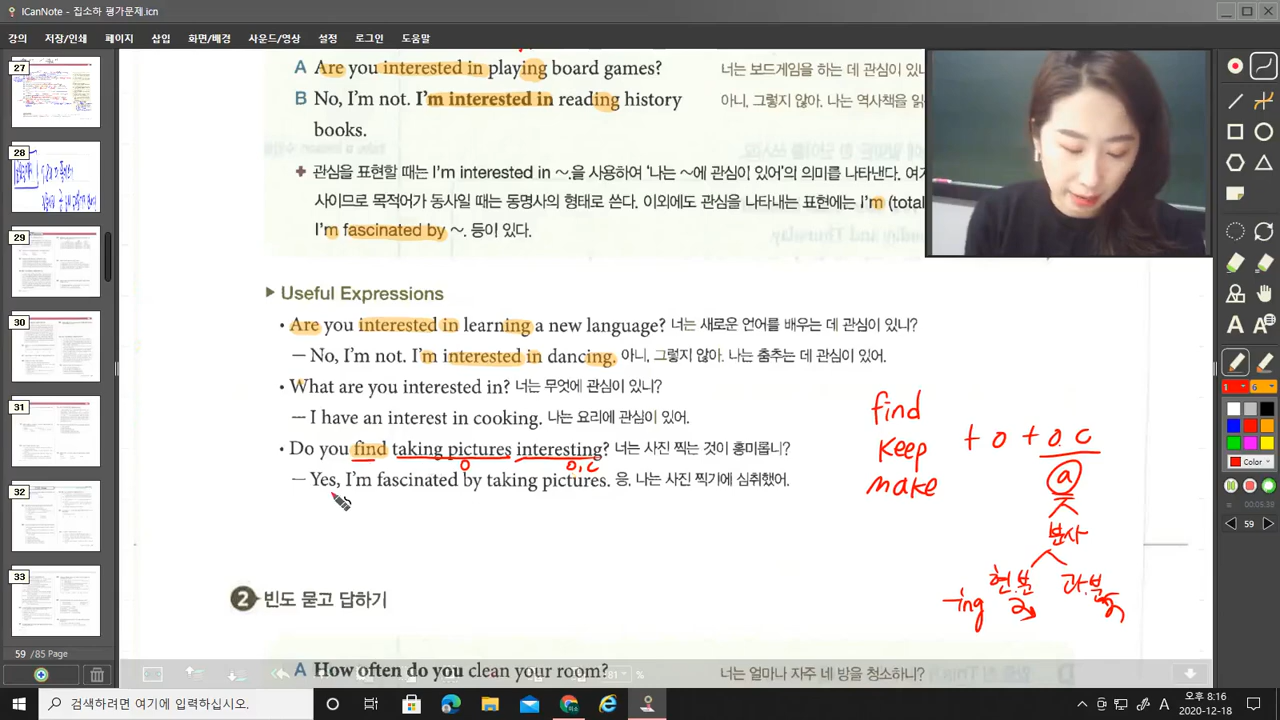 ICanNote - 집소하 평가문제.icn
강의 저장/인쇄 페이지 삽입 화면/배경 사운드/영상 설정 로그인 도움말
27
28
29
30
31
32
33
59 /85 Page
A Are you interested in playing board games? 너는 보드게임을 하는 데 관심이 있니
B No, I'm not. I'm interested in reading history 아니, 그렇지 않아. 나는 역사책을 읽
books.
+ 관심을 표현할 때는 I'm interested in ~.을 사용하여 '나는 ~에 관심이 있어'의 의미를 나타낸다. 여기
사이므로 목적어가 동사일 때는 동명사의 형태로 쓴다. 이외에도 관심을 나타내는 표현에는 I'm (total
I'm fascinated by ~. 등이 있다.
▶ Useful Expressions
• Are you interested in learning a new language? 너는 새로운 언어를 배우는 데 관심이 있니?
— No, I'm not. I'm interested in dancing. 아니, 그렇지 않아. 나는 춤추는 데 관심이 있어.
• What are you interested in? 너는 무엇에 관심이 있니?
— I have an interest in cooking. 나는 요리에 관심이 있어.
• Do you find taking pictures interesting? 너는 사진 찍는 것이 흥미롭니?
o o.c
— Yes, I'm fascinated by taking pictures. 응, 나는 사진 찍기에 심취했어.
find
keep + o + o.c
make ⓐ
분사
현.분 과.분
-ing
2 빈도 묻고 답하기
A How often do you clean your room? 너는 얼마나 자주 네 방을 청소하니?
1 6
Color
00:05:38
59
검색하려면 여기에 입력하십시오.
A 오후 8:16
2020-12-18